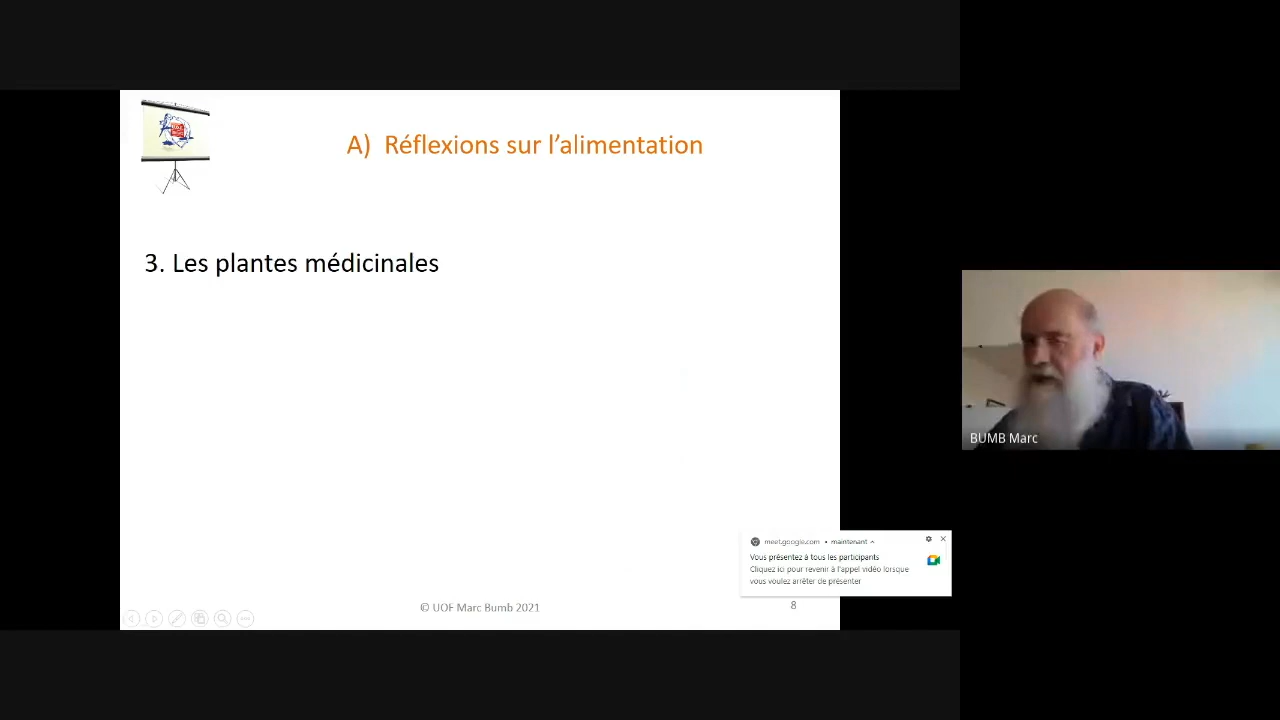 A) Réflexions sur l’alimentation
3. Les plantes médicinales
BUMB Marc
meet.google.com • maintenant
Vous présentez à tous les participants
Cliquez ici pour revenir à l'appel vidéo lorsque
vous voulez arrêter de présenter
© UOF Marc Bumb 2021
8